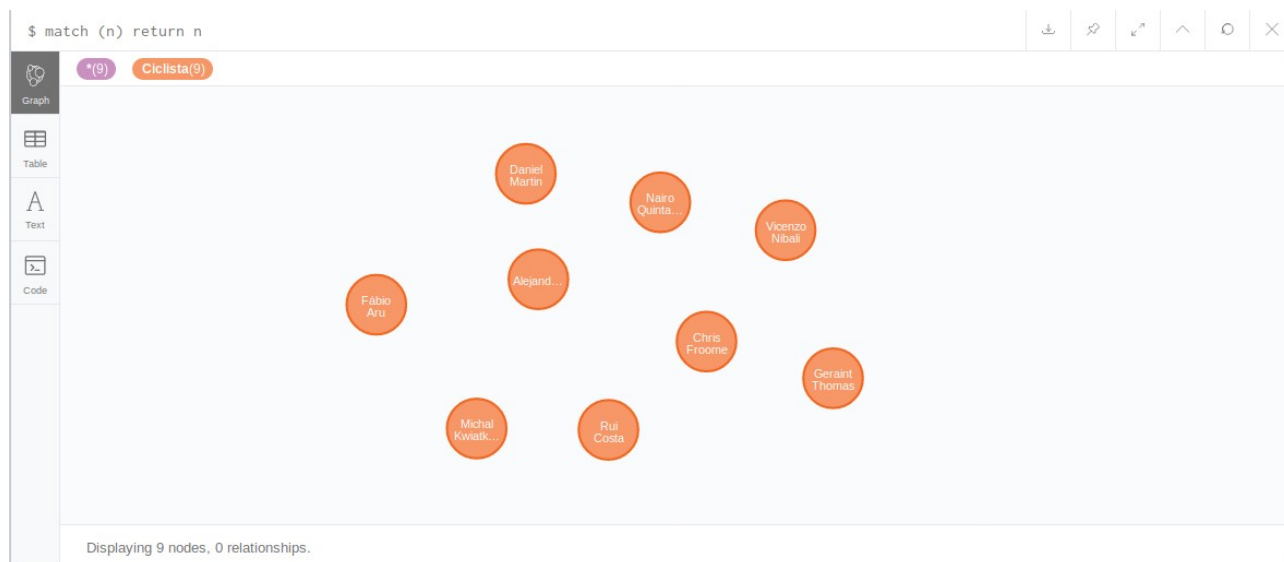 $ match (n) return n
*(9) Ciclista(9)
Graph
Table
Text
Code
Daniel
Martin
Nairo
Quinta…
Vicenzo
Nibali
Alejand…
Fábio
Aru
Chris
Froome
Geraint
Thomas
Michal
Kwiatk…
Rui
Costa
Displaying 9 nodes, 0 relationships.